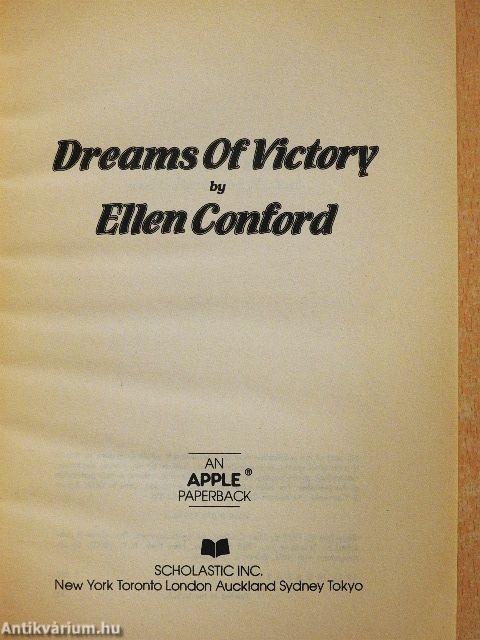 Dreams Of Victory
by
Ellen Conford
AN
APPLE®
PAPERBACK
SCHOLASTIC INC.
New York Toronto London Auckland Sydney Tokyo
Antikvárium.hu